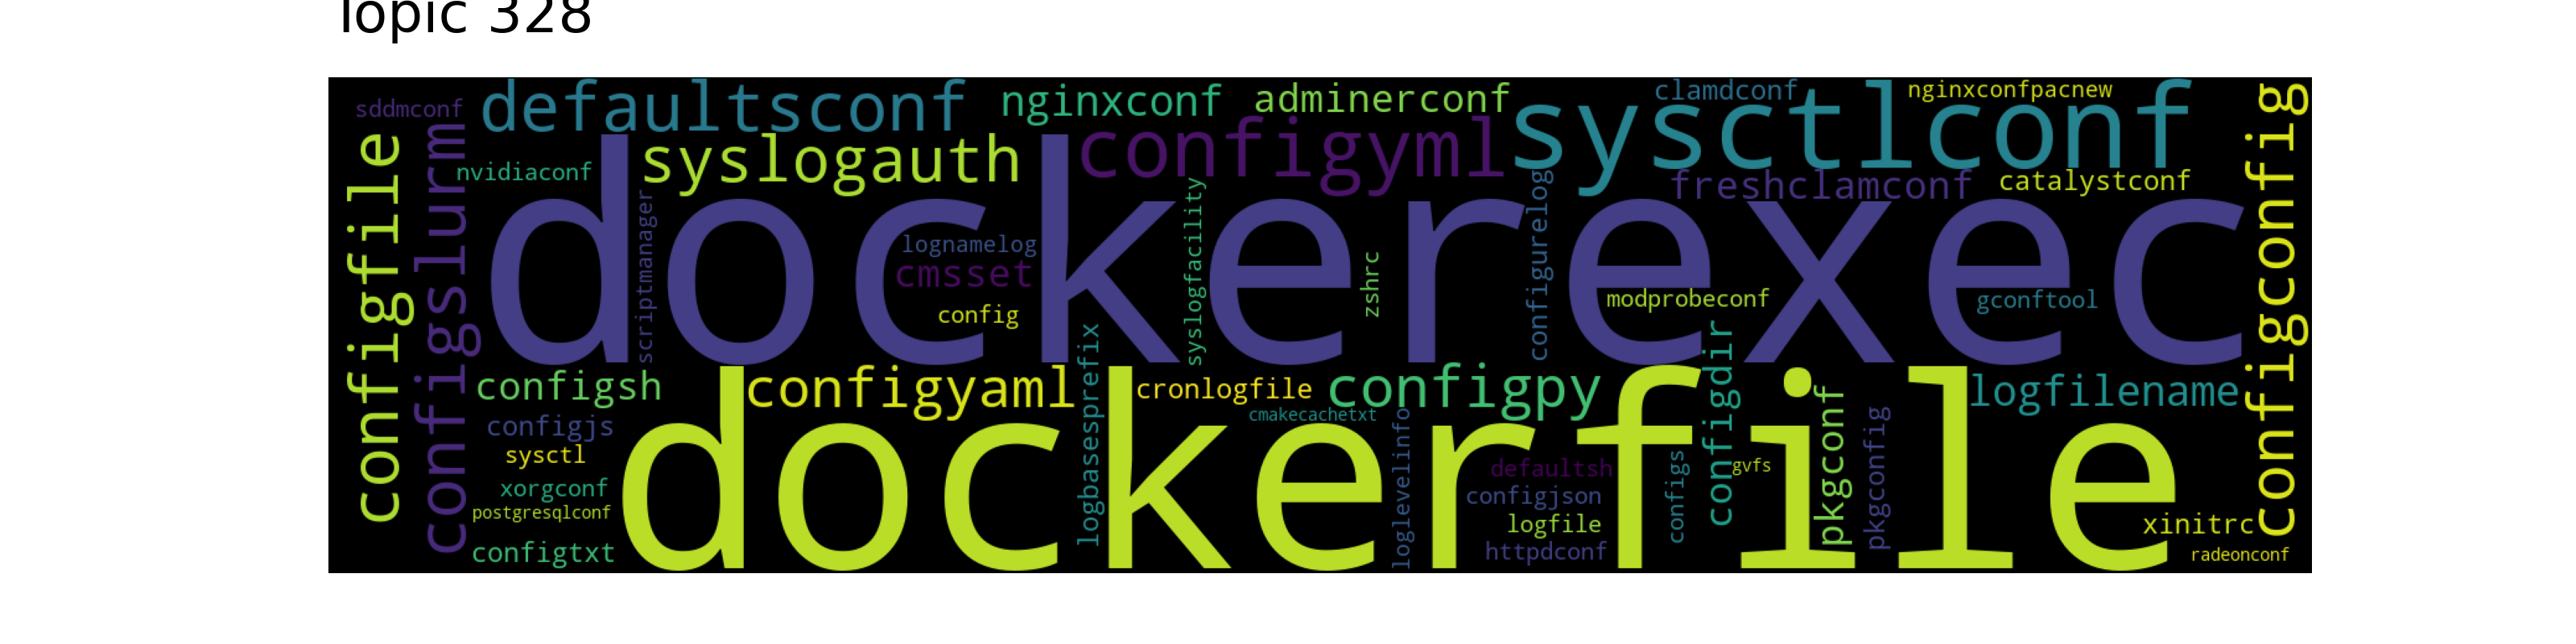 Topic 328
sddmconf
defaultsconf
nginxconf
adminerconf
clamdconf
nginxconfpacnew
sysctlconf
configyml
syslogauth
nvidiaconf
freshclamconf
catalystconf
configfile
configslurm
configgconfig
dockerexec
scriptmanager
lognamelog
cmsset
config
syslogfacility
zshrc
configurelog
modprobeconf
gconftool
configsh
configyaml
cronlogfile
cmakecachetxt
configpy
configdir
logfilename
configjs
sysctl
xorgconf
postgresqlconf
configtxt
dockerfile
logbasesprefix
loglevelinfo
defaultsh
configjson
logfile
httpdconf
configs
gvfs
pkgconf
pkgconfig
xinitrc
radeonconf